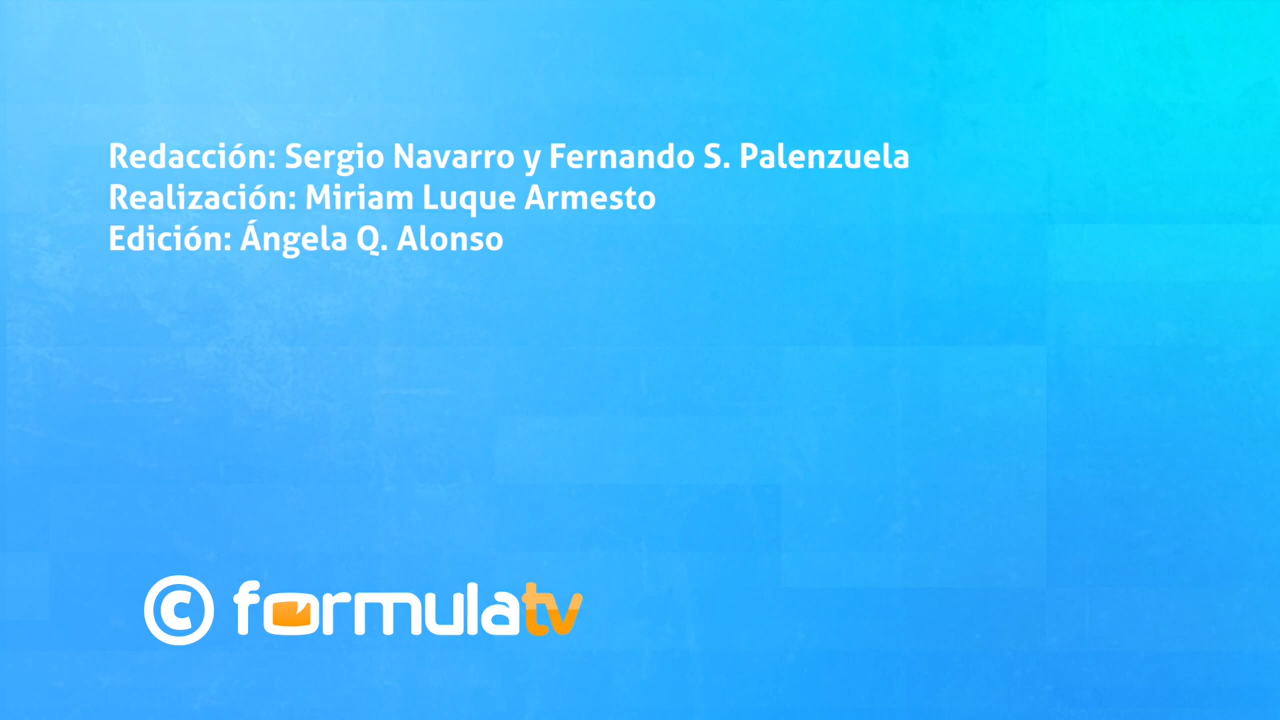 Redacción: Sergio Navarro y Fernando S. Palenzuela
Realización: Miriam Luque Armesto
Edición: Ángela Q. Alonso
© formulatv